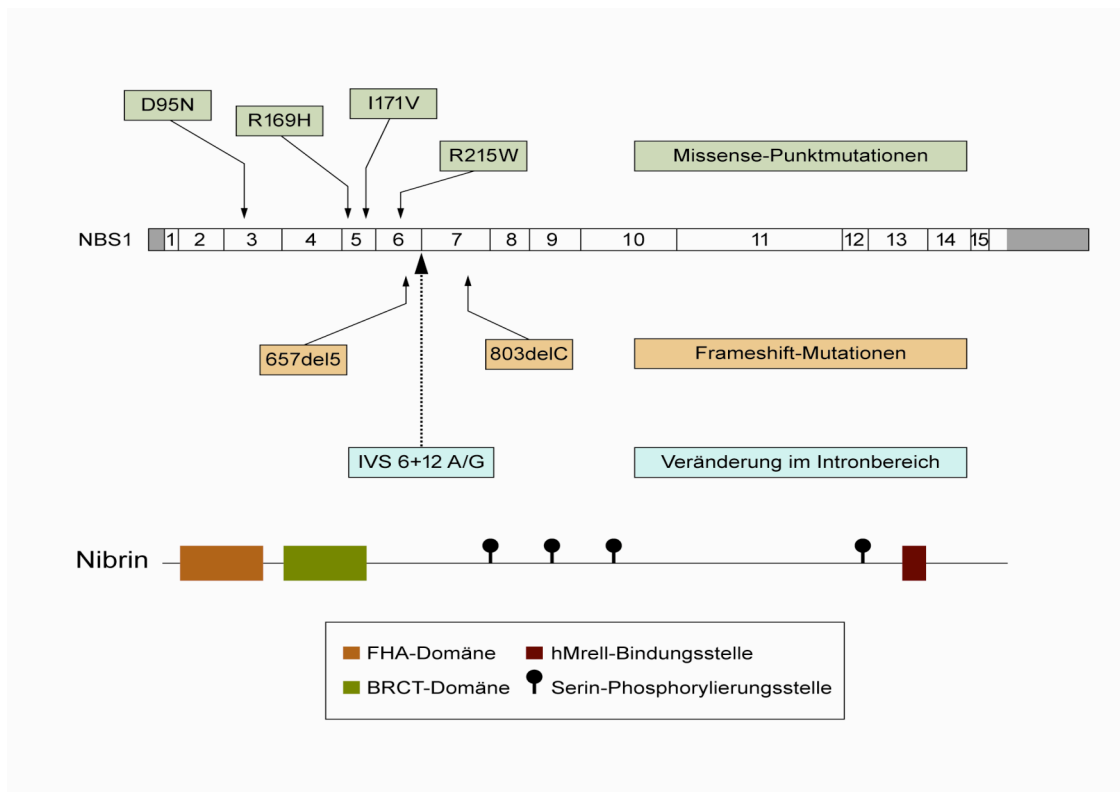 D95N
R169H
I171V
R215W
Missense-Punktmutationen
NBS1
1 2 3 4 5 6 7 8 9 10 11 12 13 14 15
657del5
803delC
Frameshift-Mutationen
IVS 6+12 A/G
Veränderung im Intronbereich
Nibrin
FHA-Domäne
hMrell-Bindungsstelle
BRCT-Domäne
Serin-Phosphorylierungsstelle